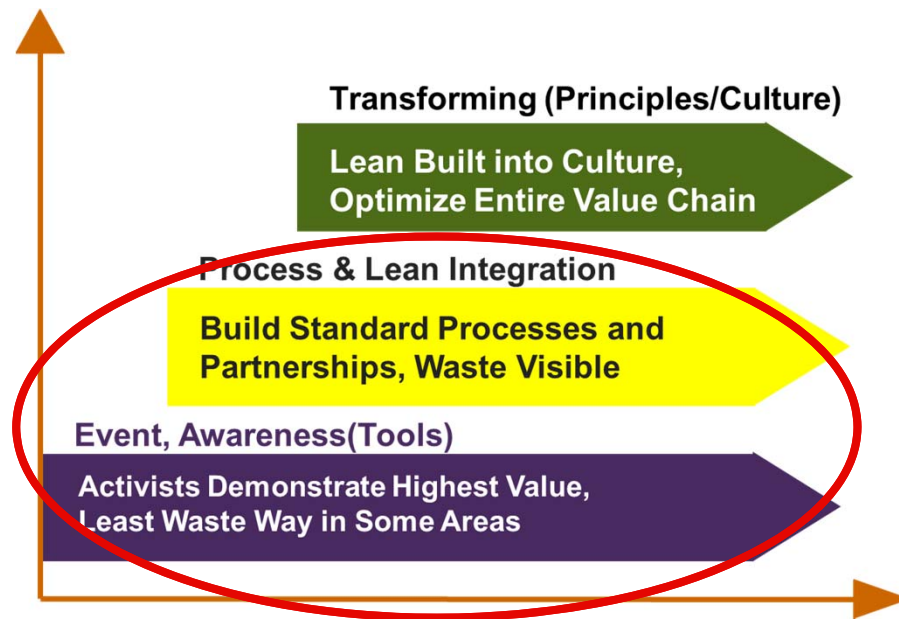 Transforming (Principles/Culture)
Lean Built into Culture,
Optimize Entire Value Chain
Process & Lean Integration
Build Standard Processes and
Partnerships, Waste Visible
Event, Awareness(Tools)
Activists Demonstrate Highest Value,
Least Waste Way in Some Areas